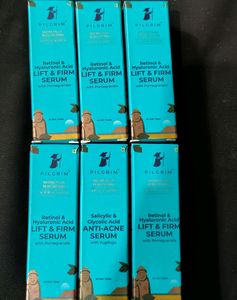 PILGRIM
Retinol &
Hyaluronic Acid
LIFT & FIRM
SERUM
with Pomegranate
PILGRIM
Retinol &
Hyaluronic Acid
LIFT & FIRM
SERUM
with Pomegranate
PILGRIM
Retinol &
Hyaluronic Acid
LIFT & FIRM
SERUM
with Pomegranate
PILGRIM
Retinol &
Hyaluronic Acid
LIFT & FIRM
SERUM
with Pomegranate
PILGRIM
Salicylic &
Glycolic Acid
ANTI-ACNE
SERUM
with Yugdugu
PILGRIM
Retinol &
Hyaluronic Acid
LIFT & FIRM
SERUM
with Pomegranate